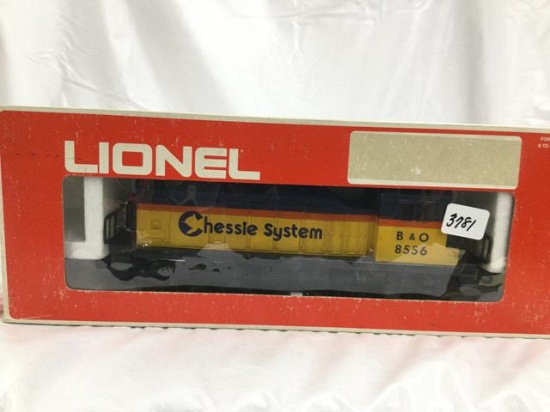 LIONEL
Chessie System
B & O
8556
3781